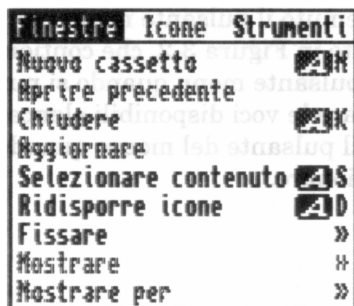 Finestre Icone Strumenti
Nuovo cassetto A N
Aprire precedente
Chiudere A K
Aggiornare
Selezionare contenuto A S
Ridisporre icone A D
Fissare »
Mostrare »
Mostrare per »